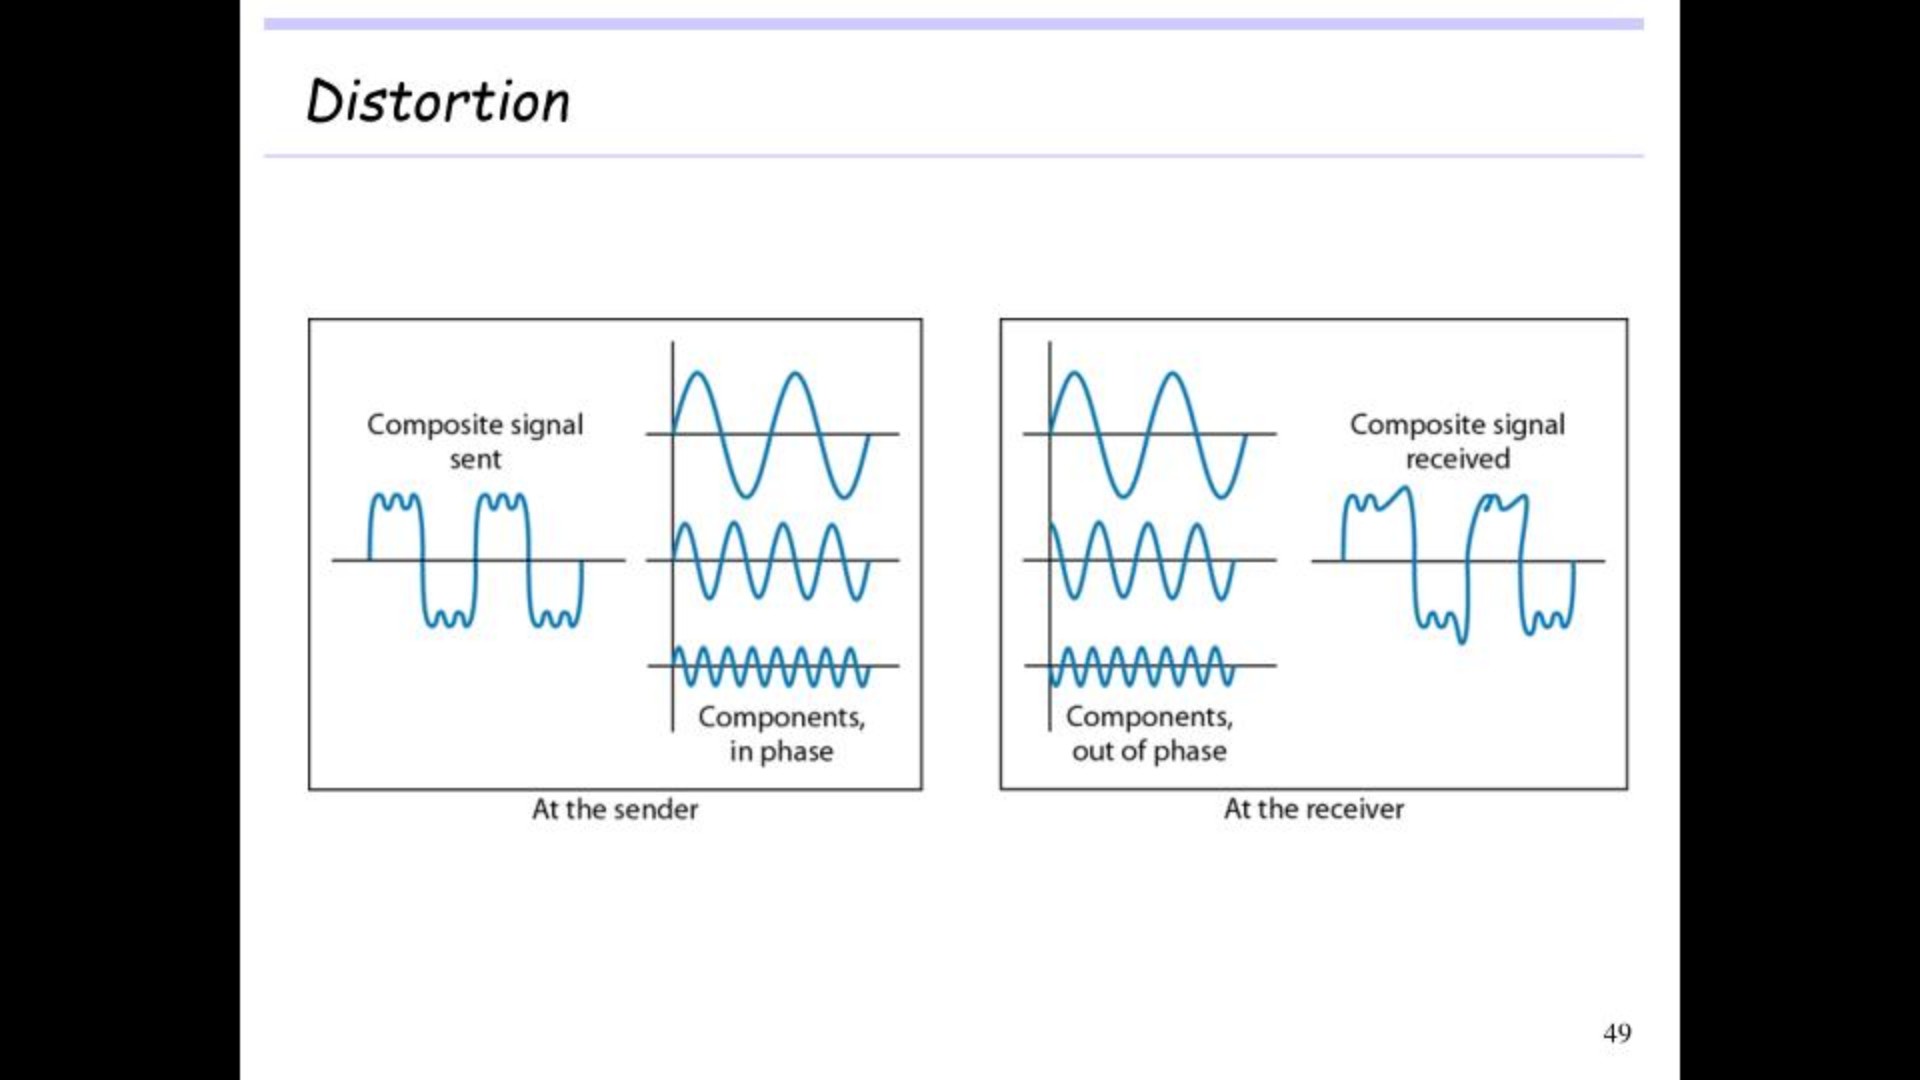 Distortion
Composite signal
sent
Components,
in phase
At the sender
Composite signal
received
Components,
out of phase
At the receiver
49